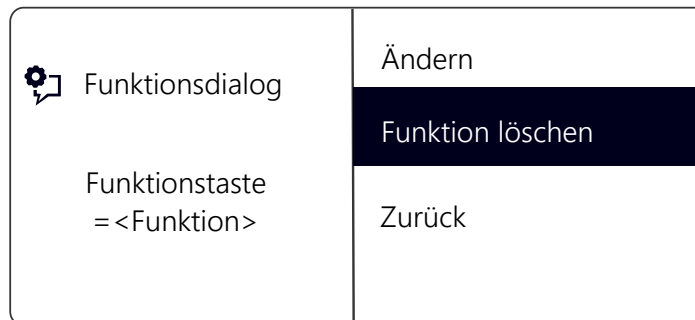 Funktionsdialog
Funktionstaste
=<Funktion>
Ändern
Funktion löschen
Zurück